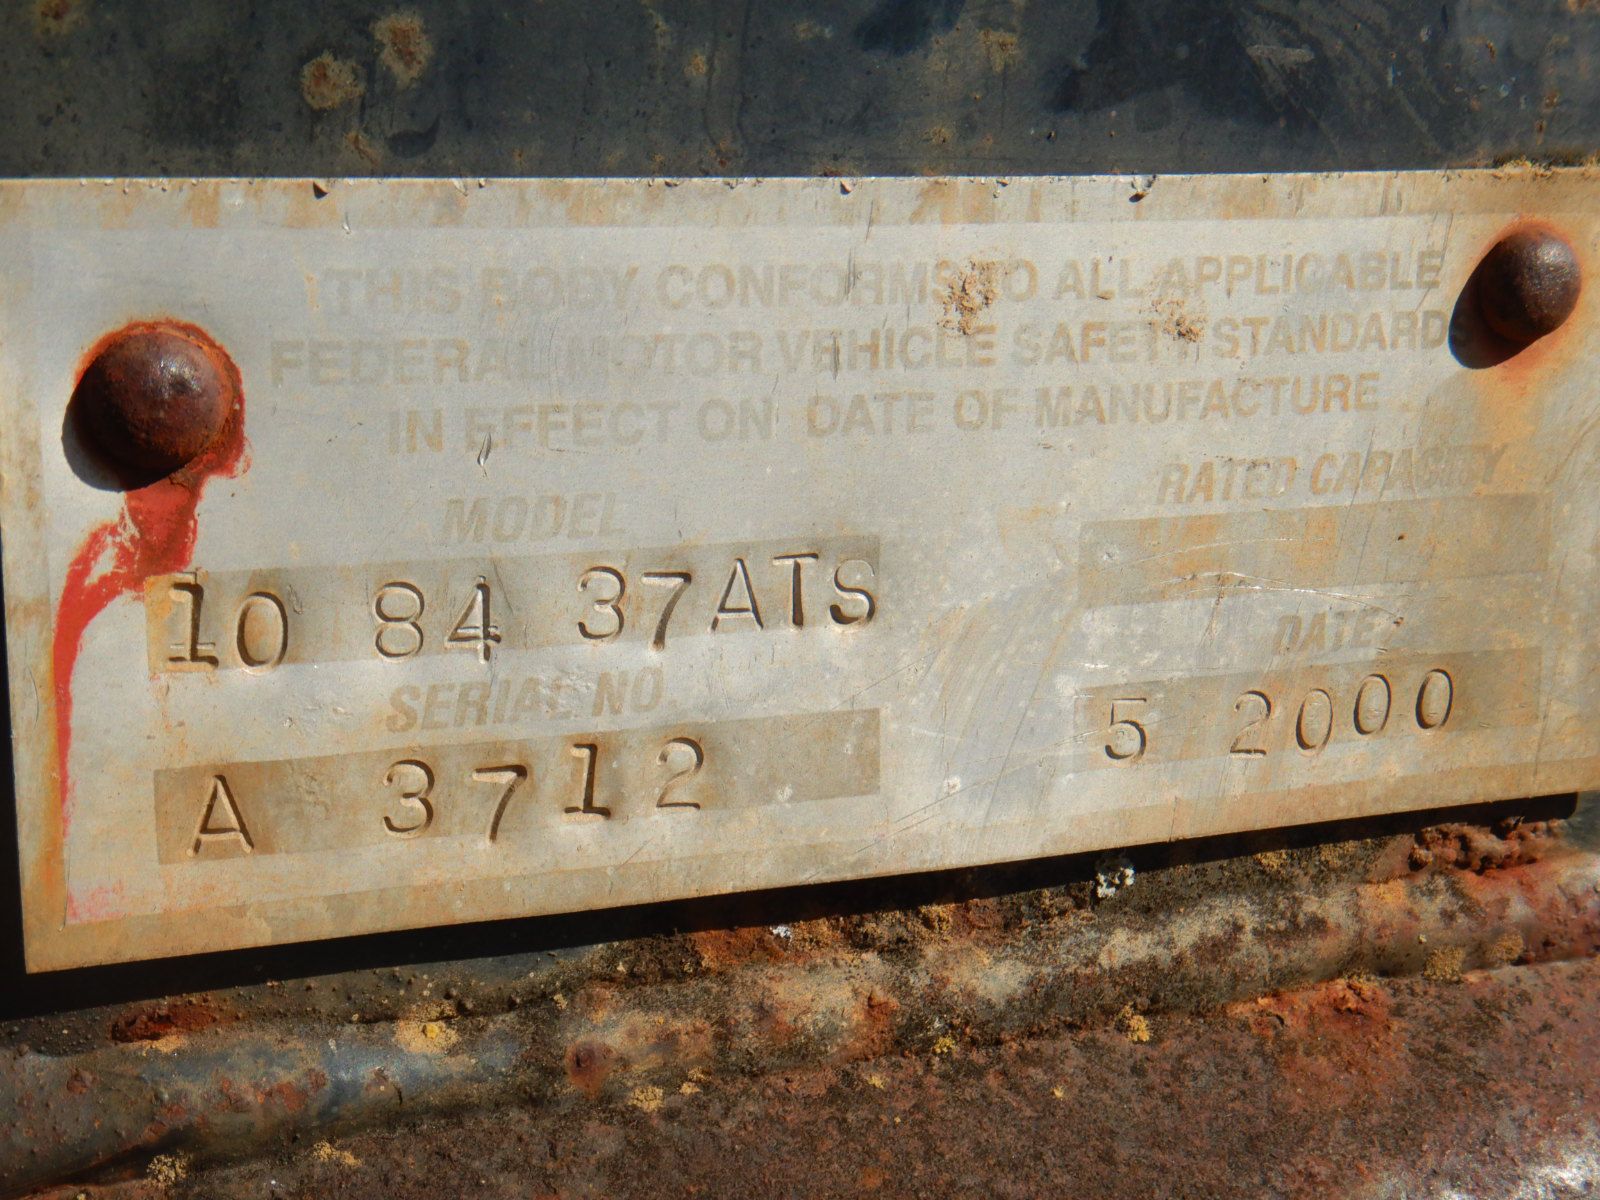 THIS BODY CONFORMS TO ALL APPLICABLE
FEDERAL MOTOR VEHICLE SAFETY STANDARDS
IN EFFECT ON DATE OF MANUFACTURE
MODEL
10 84 37ATS
SERIAL NO.
A 3712
RATED CAPACITY
DATE
5 2000